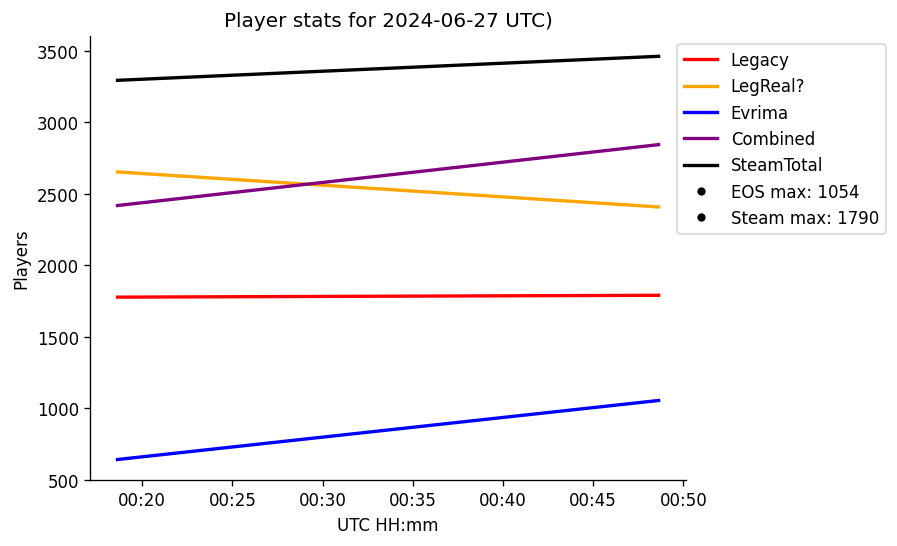 Player stats for 2024-06-27 UTC)
Legacy
LegReal?
Evrima
Combined
SteamTotal
EOS max: 1054
Steam max: 1790
Players
3500
3000
2500
2000
1500
1000
500
00:20 00:25 00:30 00:35 00:40 00:45 00:50
UTC HH:mm